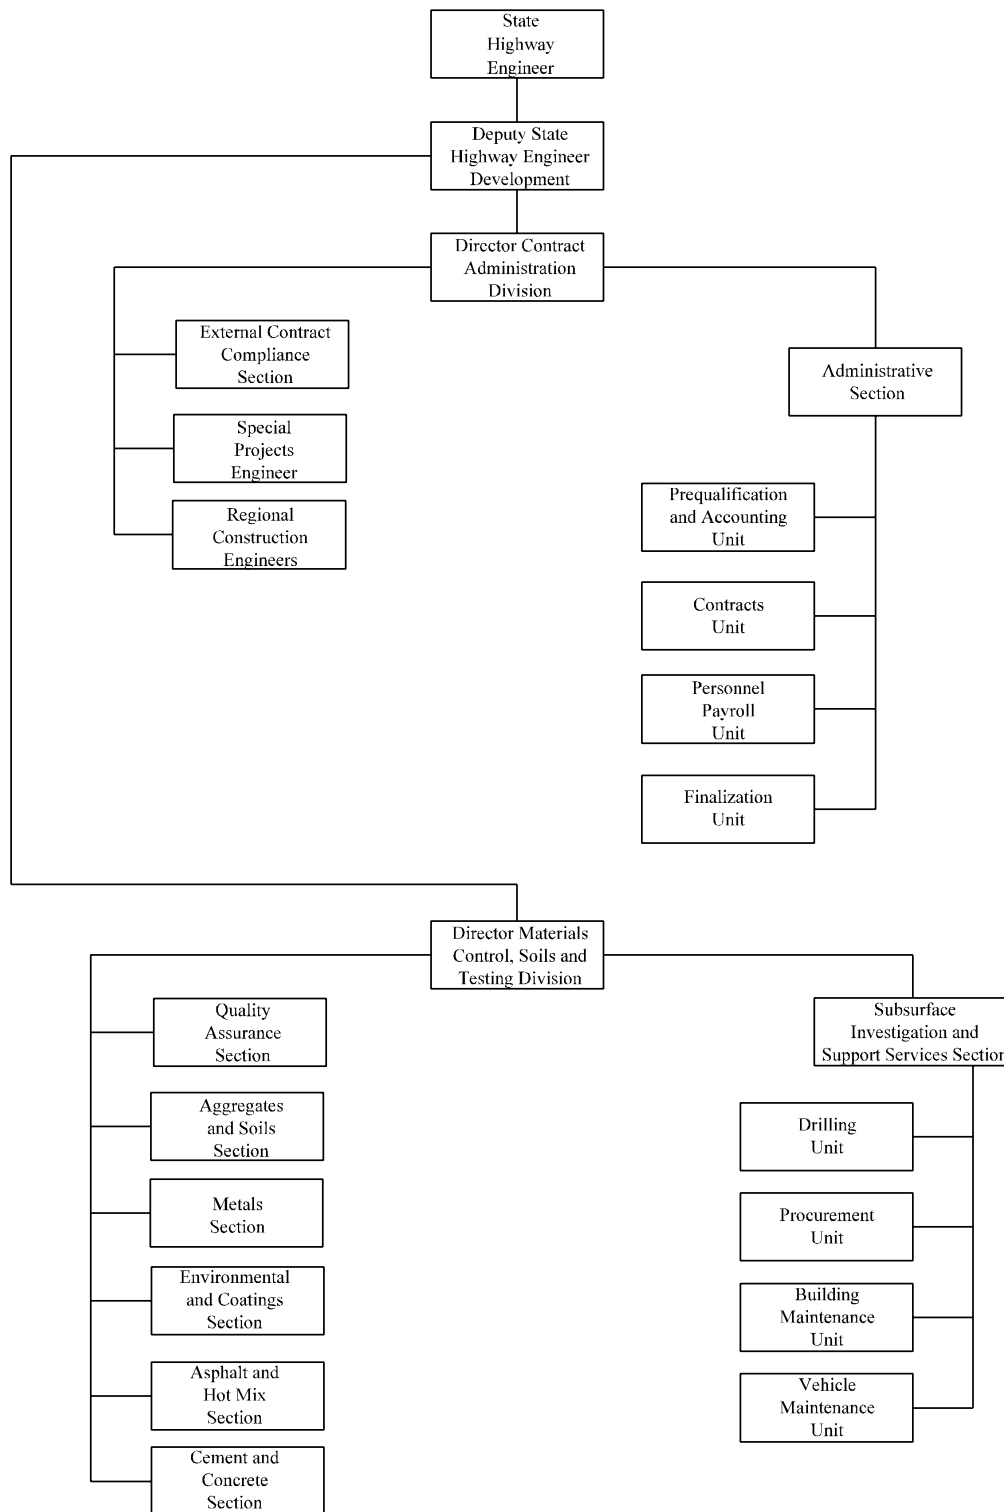 State
Highway
Engineer
Deputy State
Highway Engineer
Development
Director Contract
Administration
Division
External Contract
Compliance
Section
Special
Projects
Engineer
Regional
Construction
Engineers
Administrative
Section
Prequalification
and Accounting
Unit
Contracts
Unit
Personnel
Payroll
Unit
Finalization
Unit
Director Materials
Control, Soils and
Testing Division
Quality
Assurance
Section
Aggregates
and Soils
Section
Metals
Section
Environmental
and Coatings
Section
Asphalt and
Hot Mix
Section
Cement and
Concrete
Section
Subsurface
Investigation and
Support Services Section
Drilling
Unit
Procurement
Unit
Building
Maintenance
Unit
Vehicle
Maintenance
Unit